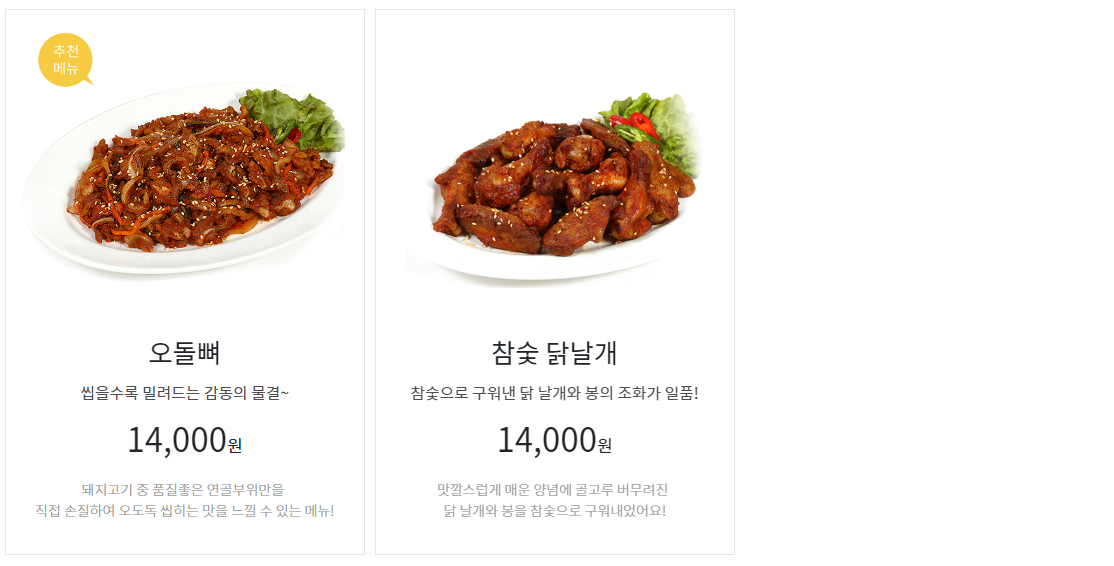 추천
메뉴
오돌뼈
씹을수록 밀려드는 감동의 물결~
14,000원
돼지고기 중 품질좋은 연골부위만을
직접 손질하여 오도독 씹히는 맛을 느낄 수 있는 메뉴!
참숯 닭날개
참숯으로 구워낸 닭 날개와 봉의 조화가 일품!
14,000원
맛깔스럽게 매운 양념에 골고루 버무려진
닭 날개와 봉을 참숯으로 구워내었어요!